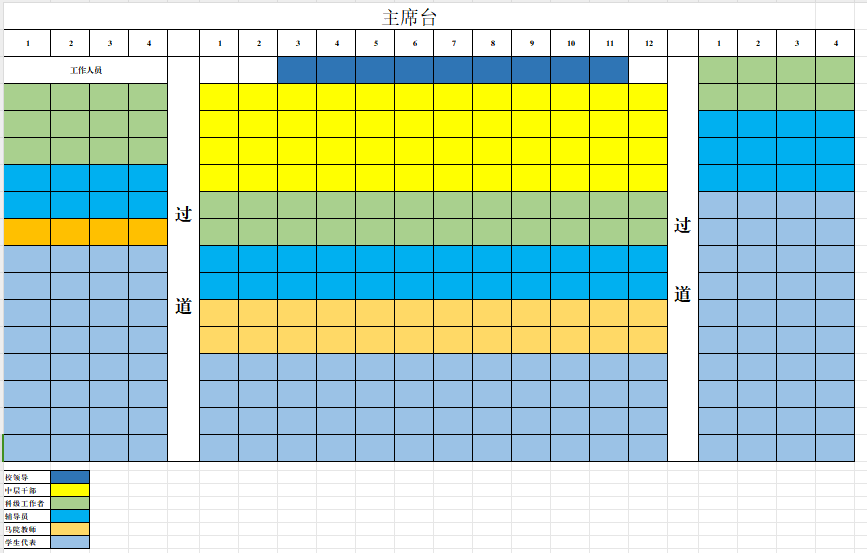 主席台
1 2 3 4 1 2 3 4 5 6 7 8 9 10 11 12 1 2 3 4
工作人员
过道
过道
校领导
中层干部
科级工作者
辅导员
马院教师
学生代表